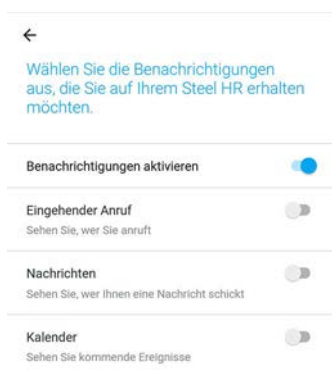 Wählen Sie die Benachrichtigungen
aus, die Sie auf Ihrem Steel HR erhalten
möchten.
Benachrichtigungen aktivieren
Eingehender Anruf
Sehen Sie, wer Sie anruft
Nachrichten
Sehen Sie, wer Ihnen eine Nachricht schickt
Kalender
Sehen Sie kommende Ereignisse